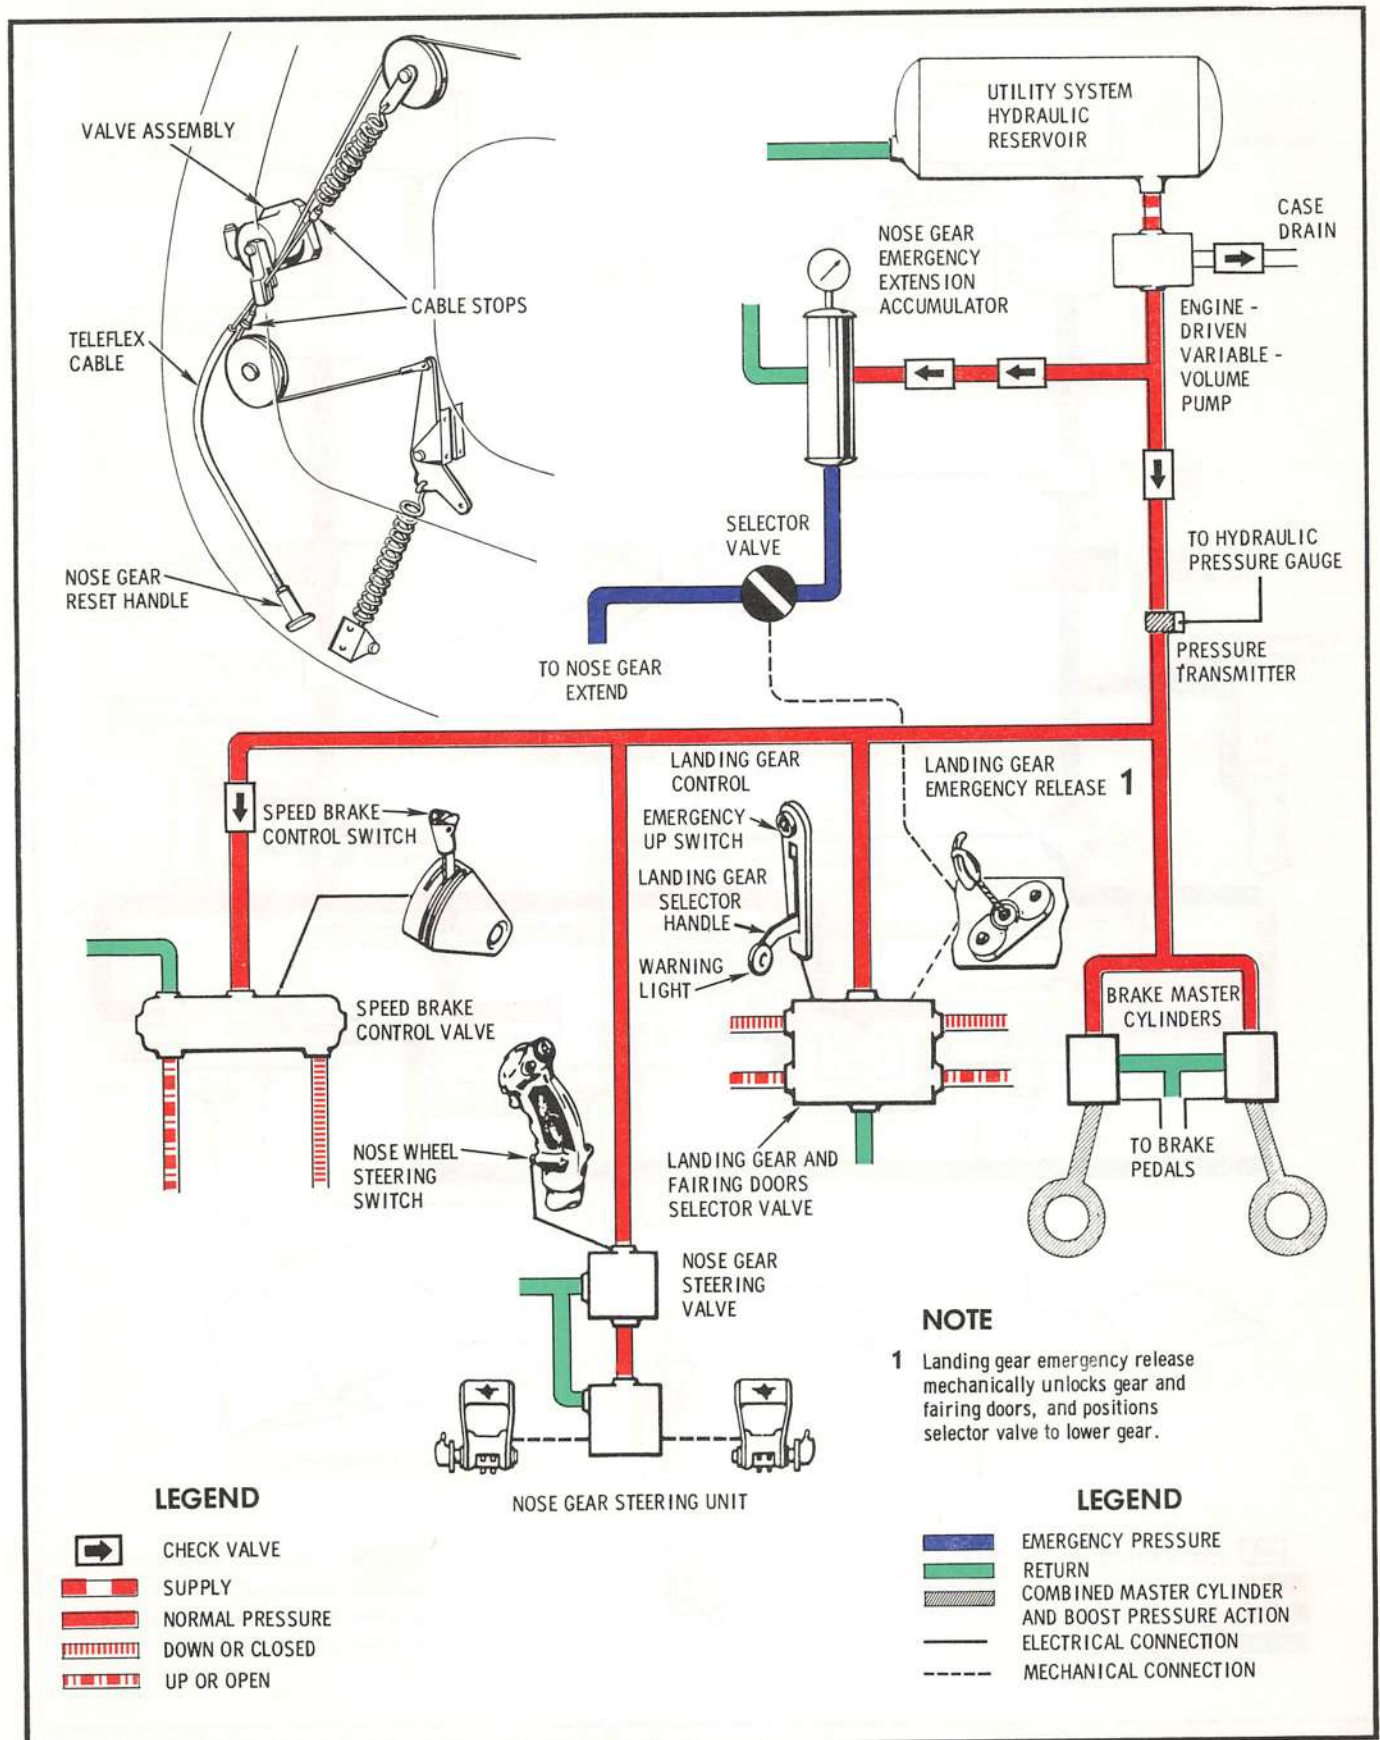 VALVE ASSEMBLY
CABLE STOPS
TELEFLEX
CABLE
NOSE GEAR
RESET HANDLE
UTILITY SYSTEM
HYDRAULIC
RESERVOIR
CASE
DRAIN
NOSE GEAR
EMERGENCY
EXTENSION
ACCUMULATOR
ENGINE -
DRIVEN
VARIABLE -
VOLUME
PUMP
SELECTOR
VALVE
TO HYDRAULIC
PRESSURE GAUGE
PRESSURE
TRANSMITTER
TO NOSE GEAR
EXTEND
LANDING GEAR
CONTROL
EMERGENCY
UP SWITCH
LANDING GEAR
SELECTOR
HANDLE
WARNING
LIGHT
LANDING GEAR
EMERGENCY RELEASE 1
SPEED BRAKE
CONTROL SWITCH
SPEED BRAKE
CONTROL VALVE
BRAKE MASTER
CYLINDERS
NOSE WHEEL
STEERING
SWITCH
LANDING GEAR AND
FAIRING DOORS
SELECTOR VALVE
TO BRAKE
PEDALS
NOSE GEAR
STEERING
VALVE
NOTE
1 Landing gear emergency release
mechanically unlocks gear and
fairing doors, and positions
selector valve to lower gear.
NOSE GEAR STEERING UNIT
LEGEND
CHECK VALVE
SUPPLY
NORMAL PRESSURE
DOWN OR CLOSED
UP OR OPEN
LEGEND
EMERGENCY PRESSURE
RETURN
COMBINED MASTER CYLINDER
AND BOOST PRESSURE ACTION
ELECTRICAL CONNECTION
MECHANICAL CONNECTION